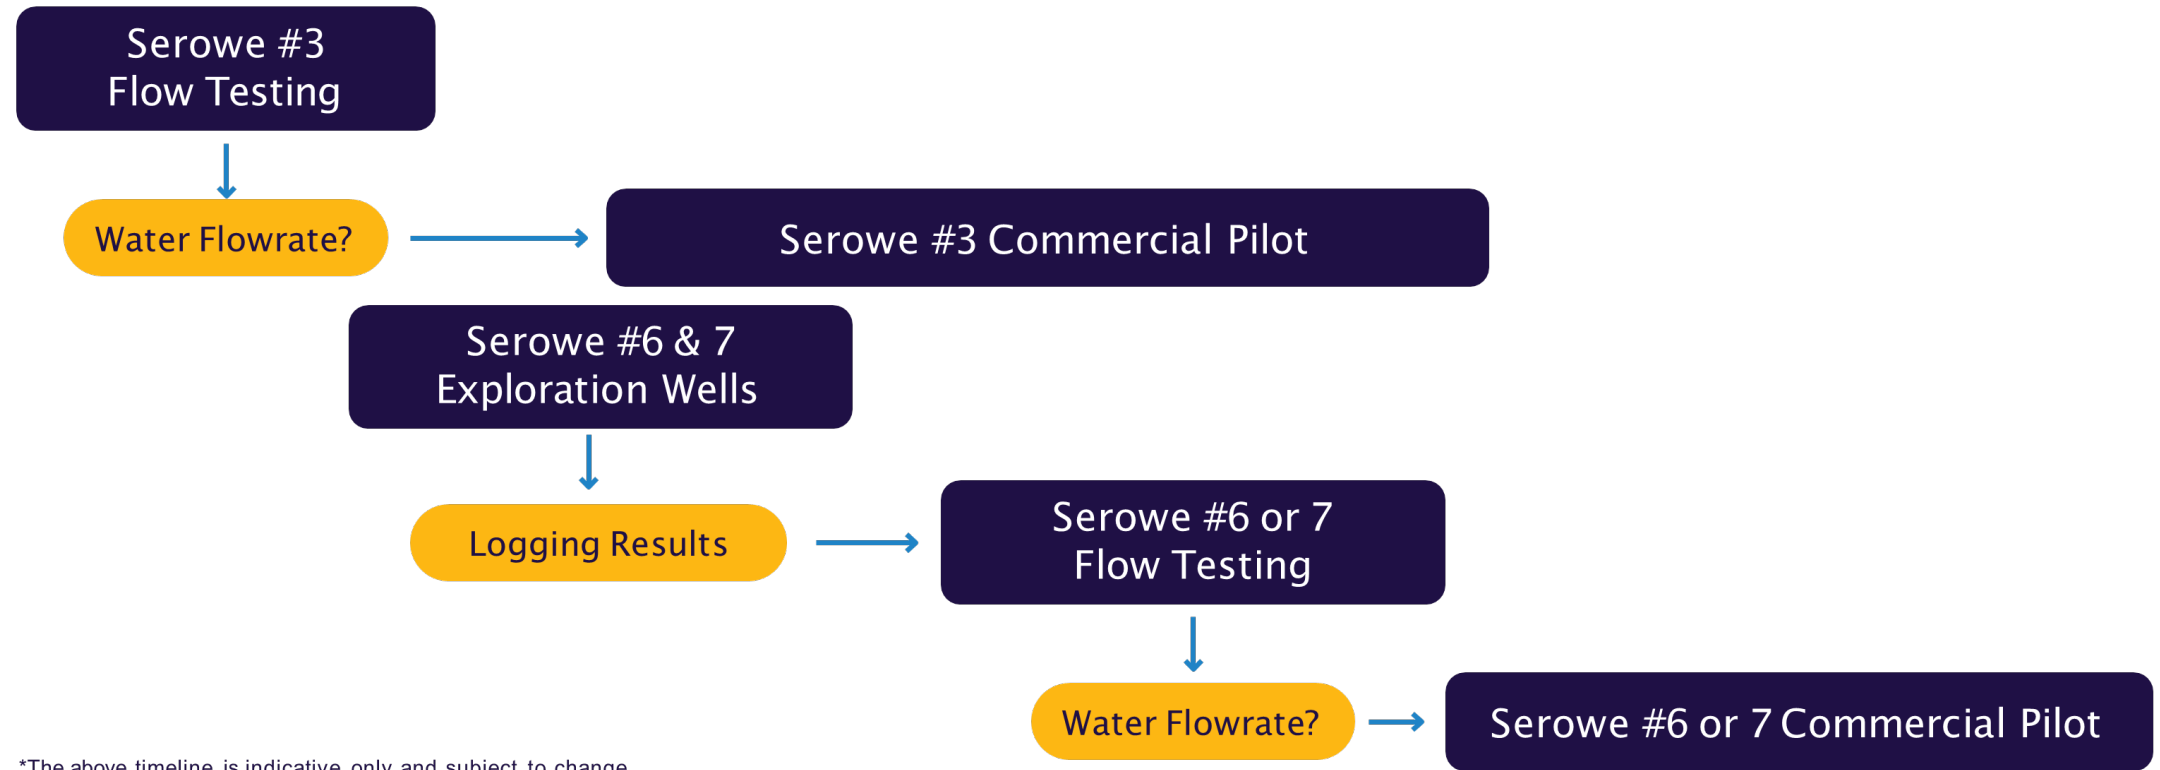 Serowe #3
Flow Testing
Water Flowrate?
Serowe #3 Commercial Pilot
Serowe #6 & 7
Exploration Wells
Logging Results
Serowe #6 or 7
Flow Testing
Water Flowrate?
Serowe #6 or 7 Commercial Pilot
*The above timeline is indicative only and subject to change